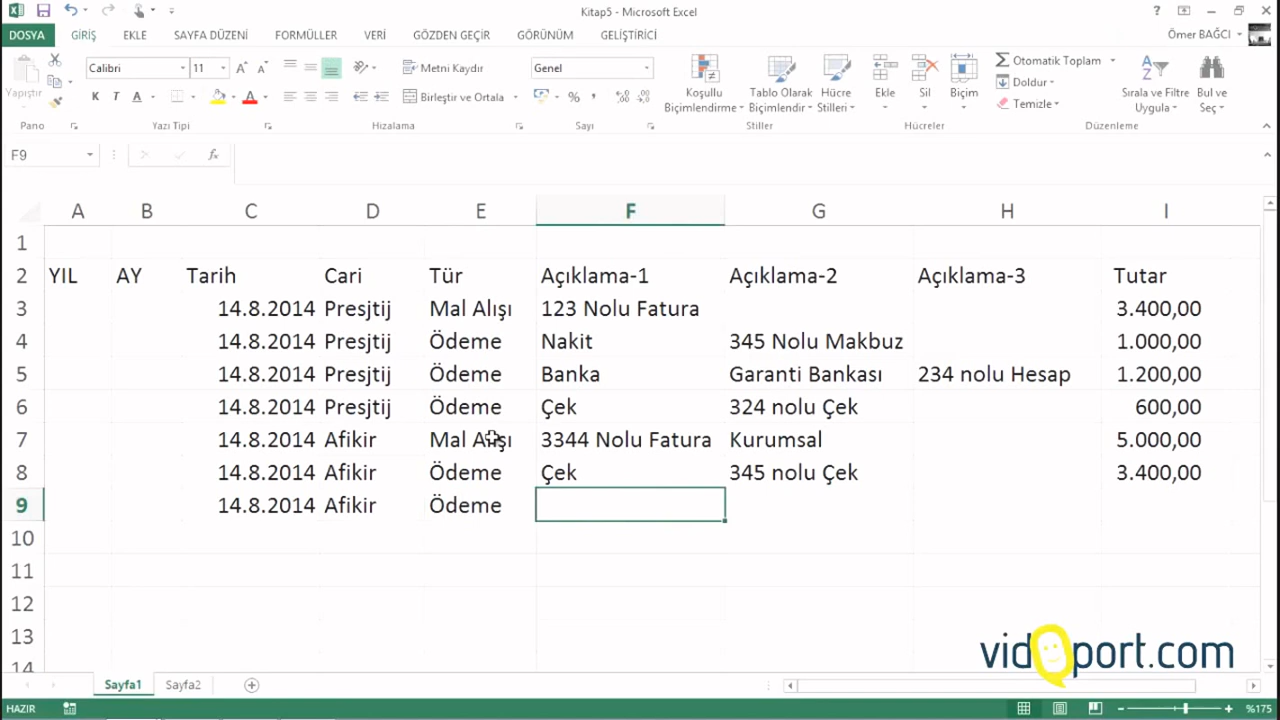 Kitap5 - Microsoft Excel
DOSYA GİRİŞ EKLE SAYFA DÜZENİ FORMÜLLER VERİ GÖZDEN GEÇİR GÖRÜNÜM GELİŞTİRİCİ Ömer BAĞCI
Yapıştır
Calibri 11
K T A
A A
Metni Kaydır
Birleştir ve Ortala
Genel
% ,
Koşullu Biçimlendirme
Tablo Olarak Biçimlendir
Hücre Stilleri
Ekle
Sil
Biçim
Otomatik Toplam
Doldur
Temizle
Sırala ve Filtre Uygula
Bul ve Seç
Pano Yazı Tipi Hizalama Sayı Stiller Hücreler Düzenleme
F9 fx
A B C D E F G H I
1
2 YIL AY Tarih Cari Tür Açıklama-1 Açıklama-2 Açıklama-3 Tutar
3 14.8.2014 Presjtij Mal Alışı 123 Nolu Fatura 3.400,00
4 14.8.2014 Presjtij Ödeme Nakit 345 Nolu Makbuz 1.000,00
5 14.8.2014 Presjtij Ödeme Banka Garanti Bankası 234 nolu Hesap 1.200,00
6 14.8.2014 Presjtij Ödeme Çek 324 nolu Çek 600,00
7 14.8.2014 Afikir Mal Alışı 3344 Nolu Fatura Kurumsal 5.000,00
8 14.8.2014 Afikir Ödeme Çek 345 nolu Çek 3.400,00
9 14.8.2014 Afikir Ödeme
10
11
12
13
14
vidoport.com
Sayfa1 Sayfa2
HAZIR %175